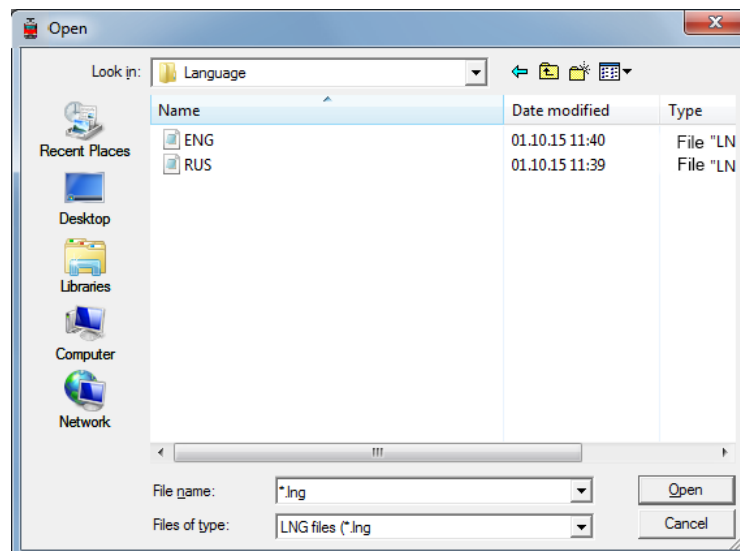 Open
Look in:
Language
Name
Date modified
Type
ENG
01.10.15 11:40
File "LN
RUS
01.10.15 11:39
File "LN
Recent Places
Desktop
Libraries
Computer
Network
File name:
*.lng
Open
Files of type:
LNG files (*.lng
Cancel